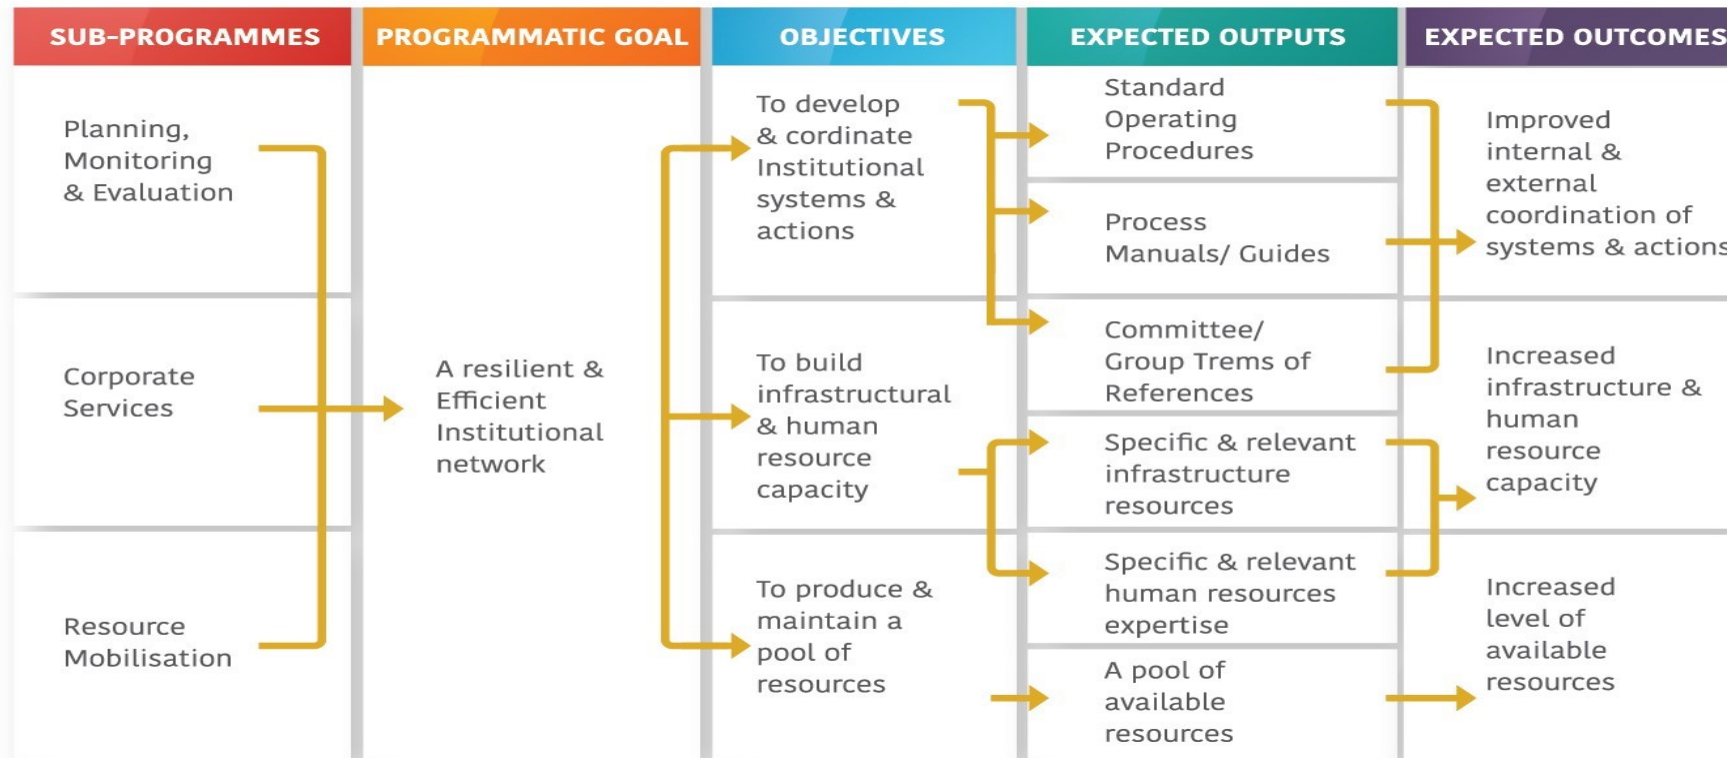 SUB-PROGRAMMES
PROGRAMMATIC GOAL
OBJECTIVES
EXPECTED OUTPUTS
EXPECTED OUTCOMES
Planning,
Monitoring
& Evaluation
Corporate
Services
Resource
Mobilisation
A resilient &
Efficient
Institutional
network
To develop
& cordinate
Institutional
systems &
actions
To build
infrastructural
& human
resource
capacity
To produce &
maintain a
pool of
resources
Standard
Operating
Procedures
Process
Manuals/ Guides
Committee/
Group Trems of
References
Specific & relevant
infrastructure
resources
Specific & relevant
human resources
expertise
A pool of
available
resources
Improved
internal &
external
coordination of
systems & actions
Increased
infrastructure &
human
resource
capacity
Increased
level of
available
resources